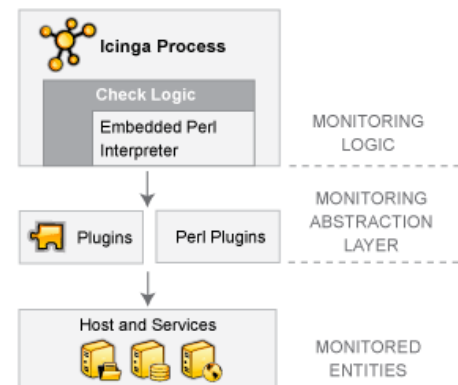 Icinga Process
Check Logic
Embedded Perl
Interpreter
MONITORING
LOGIC
Plugins
Perl Plugins
MONITORING
ABSTRACTION
LAYER
Host and Services
MONITORED
ENTITIES